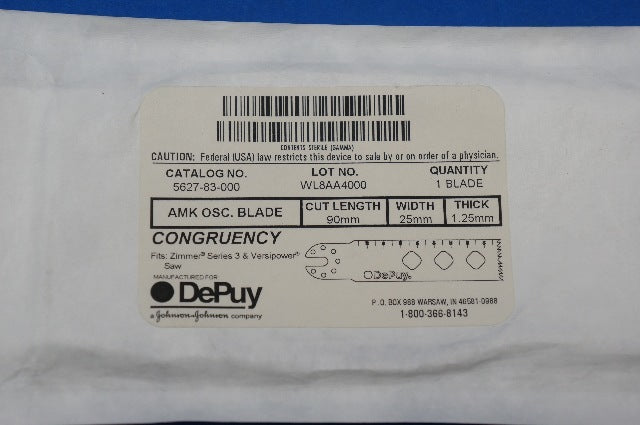 CONTENTS STERILE (GAMMA)
CAUTION: Federal (USA) law restricts this device to sale by or on order of a physician.
CATALOG NO. LOT NO. QUANTITY
5627-83-000 WL8AA4000 1 BLADE
AMK OSC. BLADE CUT LENGTH WIDTH THICK
90mm 25mm 1.25mm
CONGRUENCY
Fits: Zimmer® Series 3 & Versipower®
Saw
DePuy.
MANUFACTURED FOR
DePuy
a Johnson&Johnson company
P.O. BOX 988 WARSAW, IN 46581-0988
1-800-366-8143